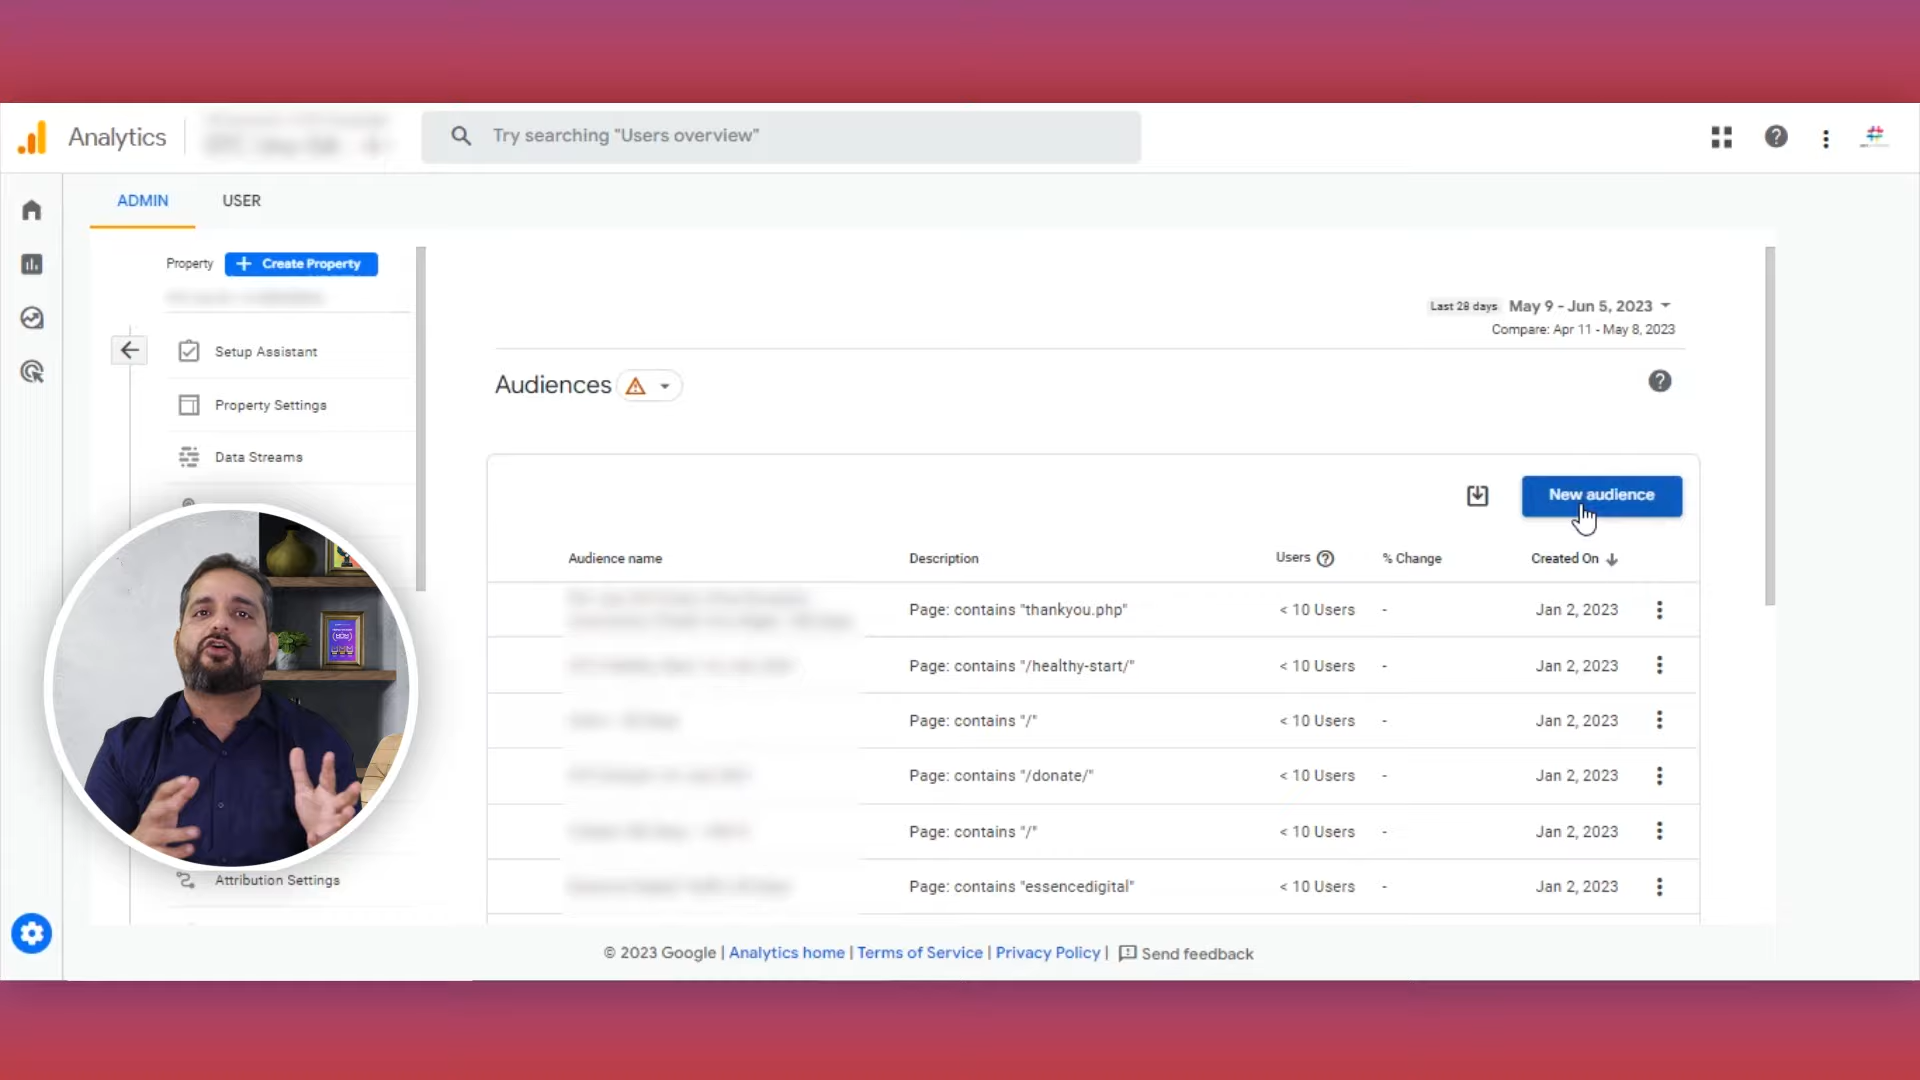 Analytics
Try searching "Users overview"
ADMIN
USER
Property
Create Property
Last 28 days May 9 - Jun 5, 2023
Compare: Apr 11 - May 8, 2023
Setup Assistant
Property Settings
Data Streams
Attribution Settings
Audiences
New audience
Audience name Description Users % Change Created On
Page: contains "thankyou.php" < 10 Users - Jan 2, 2023
Page: contains "/healthy-start/" < 10 Users - Jan 2, 2023
Page: contains "/" < 10 Users - Jan 2, 2023
Page: contains "/donate/" < 10 Users - Jan 2, 2023
Page: contains "/" < 10 Users - Jan 2, 2023
Page: contains "essencedigital" < 10 Users - Jan 2, 2023
© 2023 Google | Analytics home | Terms of Service | Privacy Policy | Send feedback